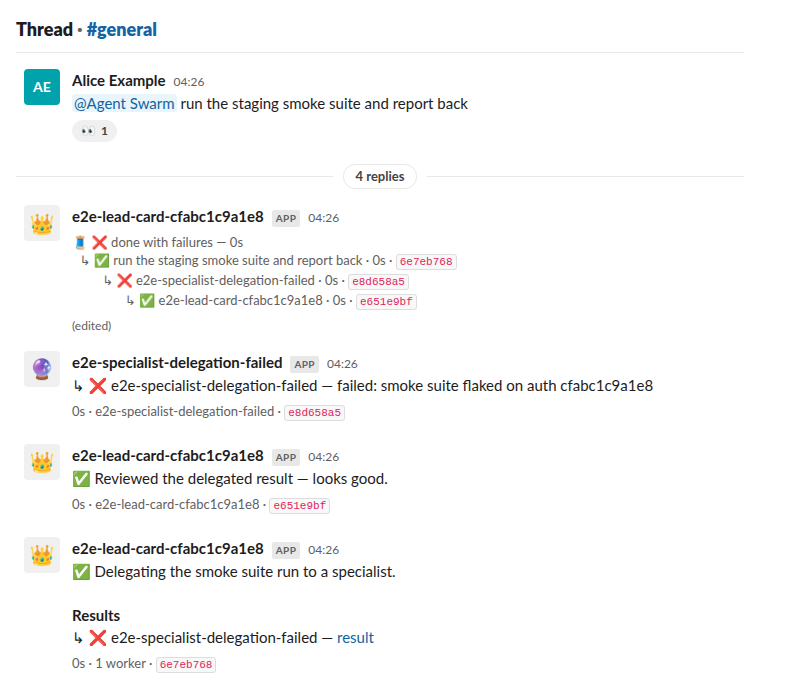 Thread • #general
AE
Alice Example 04:26
@Agent Swarm run the staging smoke suite and report back
👀 1
4 replies
e2e-lead-card-cfabc1c9a1e8 APP 04:26
🧵 ❌ done with failures — 0s
↳ ✅ run the staging smoke suite and report back · 0s · 6e7eb768
↳ ❌ e2e-specialist-delegation-failed · 0s · e8d658a5
↳ ✅ e2e-lead-card-cfabc1c9a1e8 · 0s · e651e9bf
(edited)
e2e-specialist-delegation-failed APP 04:26
↳ ❌ e2e-specialist-delegation-failed — failed: smoke suite flaked on auth cfabc1c9a1e8
0s · e2e-specialist-delegation-failed · e8d658a5
e2e-lead-card-cfabc1c9a1e8 APP 04:26
✅ Reviewed the delegated result — looks good.
0s · e2e-lead-card-cfabc1c9a1e8 · e651e9bf
e2e-lead-card-cfabc1c9a1e8 APP 04:26
✅ Delegating the smoke suite run to a specialist.
Results
↳ ❌ e2e-specialist-delegation-failed — result
0s · 1 worker · 6e7eb768